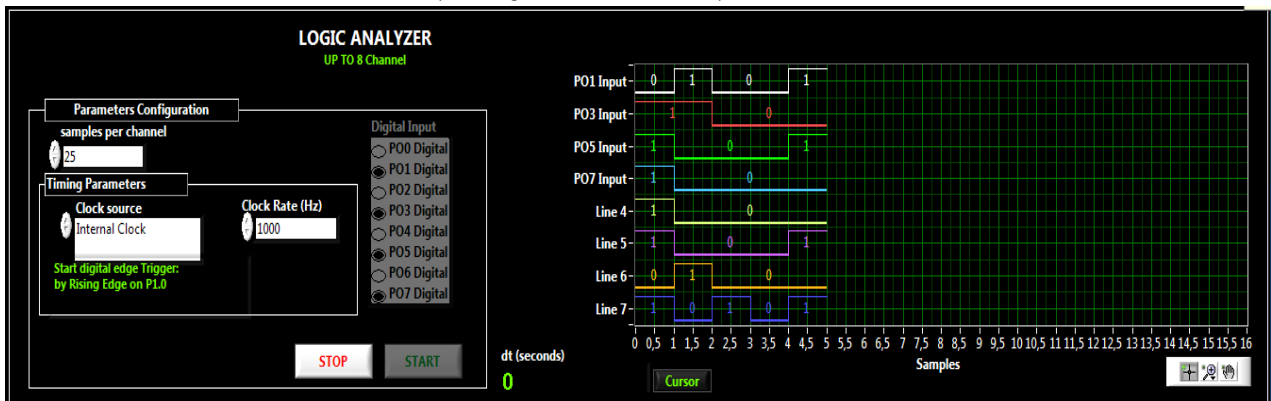 LOGIC ANALYZER
UP TO 8 Channel
Parameters Configuration
samples per channel
25
Timing Parameters
Clock source
Internal Clock
Clock Rate (Hz)
1000
Start digital edge Trigger:
by Rising Edge on P1.0
Digital Input
PO0 Digital
PO1 Digital
PO2 Digital
PO3 Digital
PO4 Digital
PO5 Digital
PO6 Digital
PO7 Digital
STOP
START
dt (seconds)
0
PO1 Input 0 1 0 1
PO3 Input 1 0
PO5 Input 1 0 1
PO7 Input 1 0
Line 4 1 0
Line 5 1 0 1
Line 6 0 1 0
Line 7 1 0 1 0 1
0 0,5 1 1,5 2 2,5 3 3,5 4 4,5 5 5,5 6 6,5 7 7,5 8 8,5 9 9,5 10 10,5 11 11,5 12 12,5 13 13,5 14 14,5 15 15,5 16
Samples
Cursor